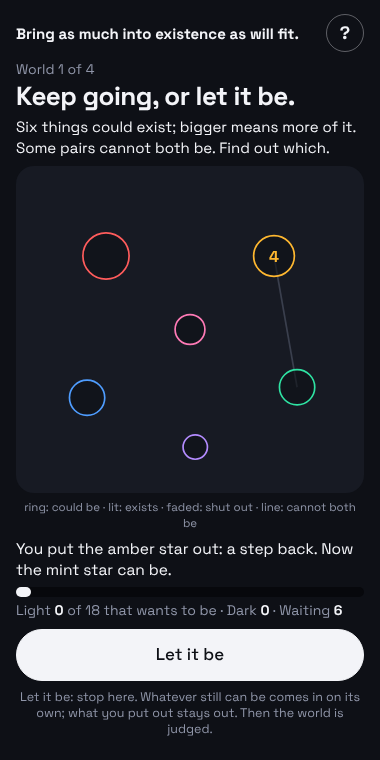 Bring as much into existence as will fit.
?
World 1 of 4
Keep going, or let it be.
Six things could exist; bigger means more of it.
Some pairs cannot both be. Find out which.
4
ring: could be · lit: exists · faded: shut out · line: cannot both
be
You put the amber star out: a step back. Now
the mint star can be.
Light 0 of 18 that wants to be · Dark 0 · Waiting 6
Let it be
Let it be: stop here. Whatever still can be comes in on its
own; what you put out stays out. Then the world is
judged.